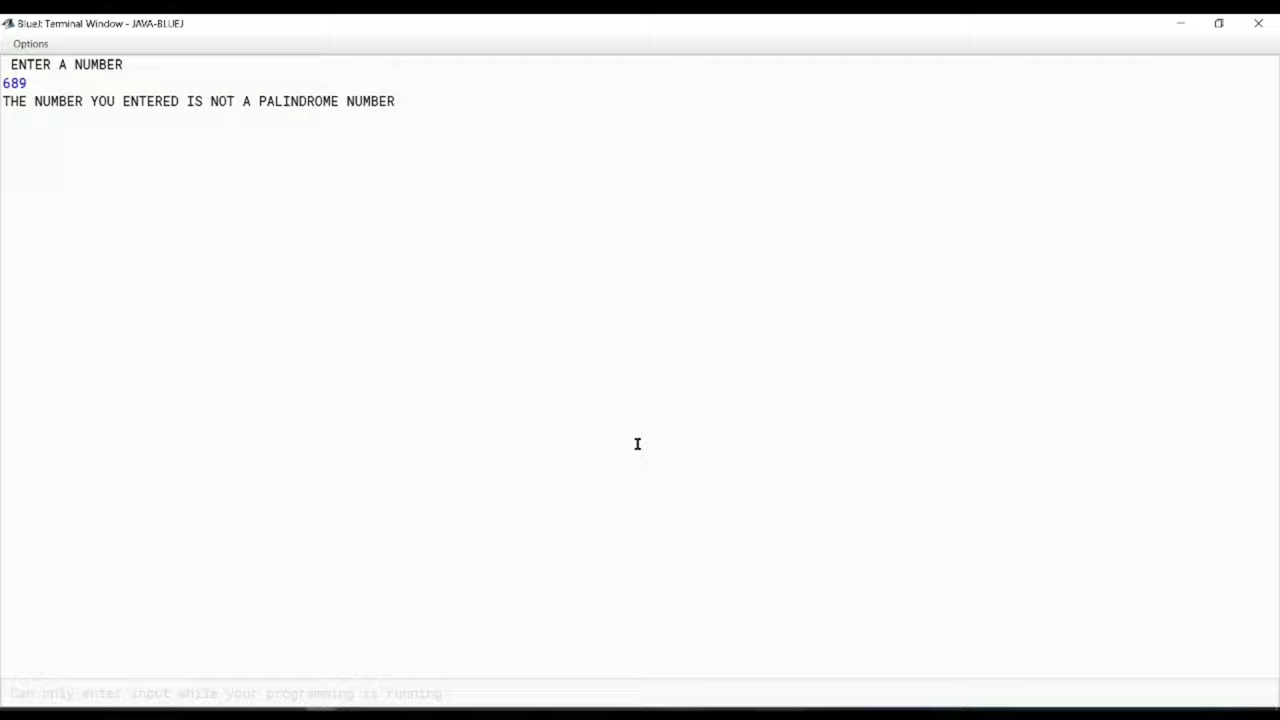 BlueJ: Terminal Window - JAVA-BLUEJ
Options
ENTER A NUMBER
689
THE NUMBER YOU ENTERED IS NOT A PALINDROME NUMBER
Can only enter input while your programming is running